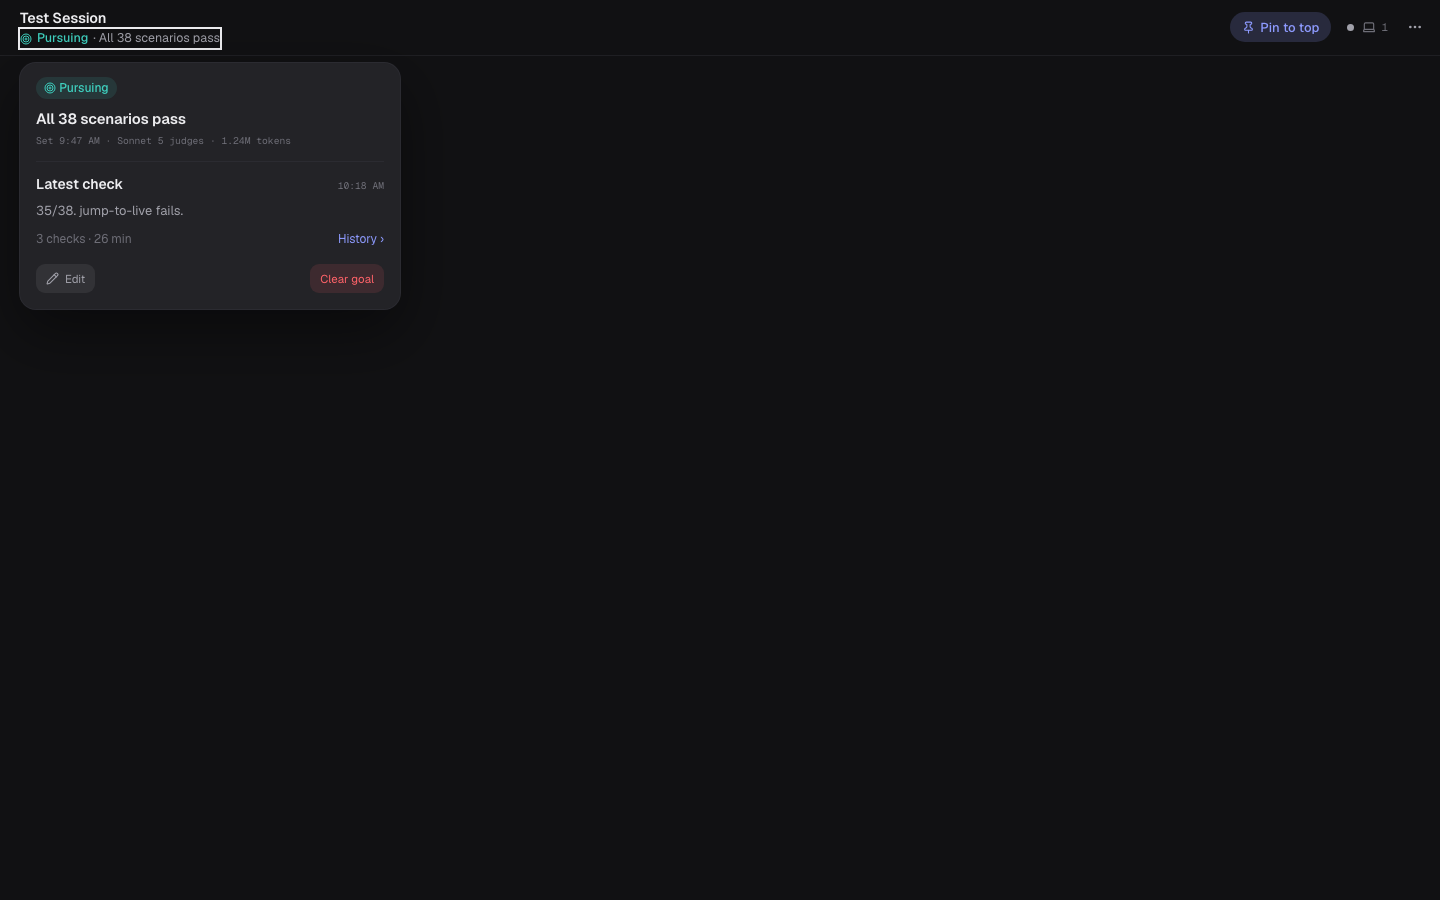 Test Session
Pursuing · All 38 scenarios pass
Pin to top
1
Pursuing
All 38 scenarios pass
Set 9:47 AM · Sonnet 5 judges · 1.24M tokens
Latest check 10:18 AM
35/38. jump-to-live fails.
3 checks · 26 min History ›
Edit Clear goal